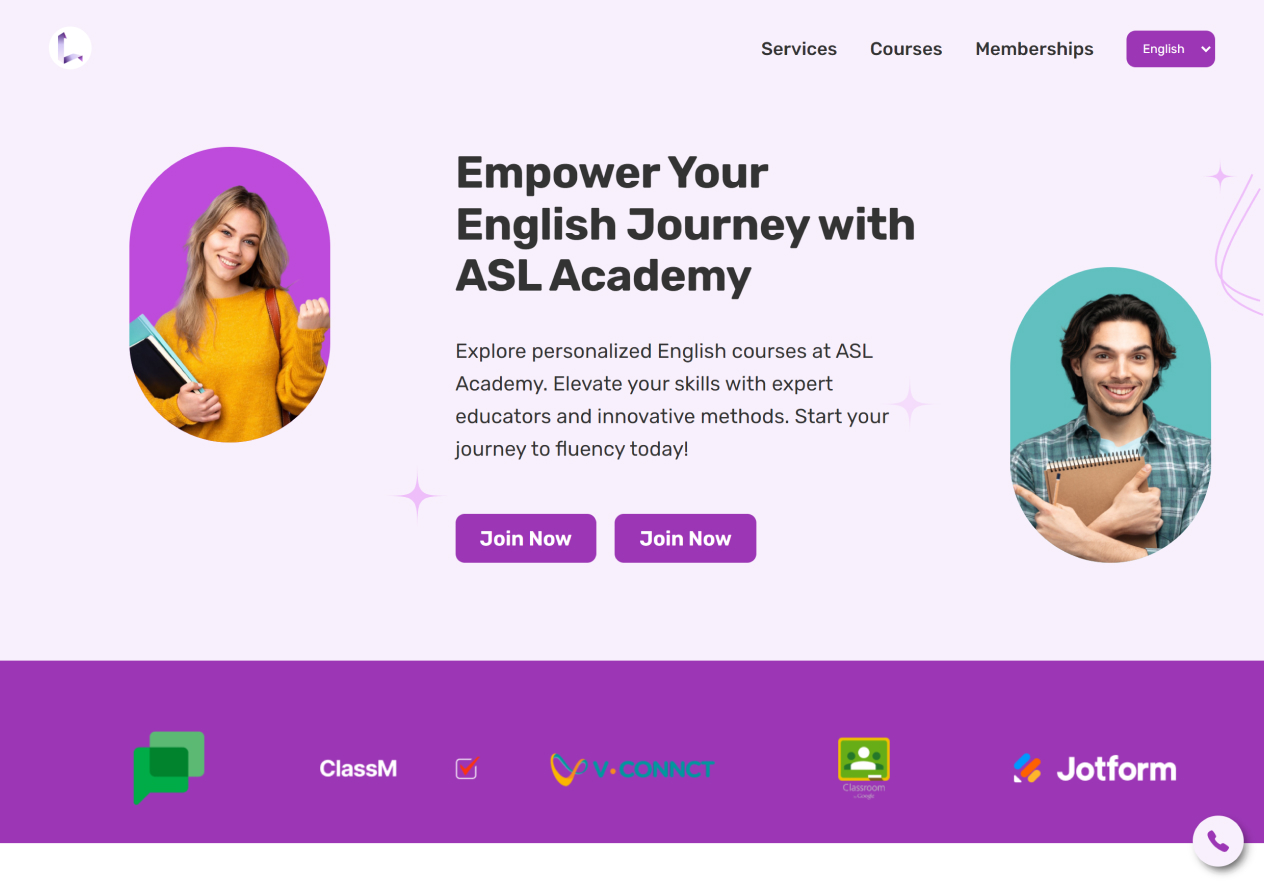 Services
Courses
Memberships
English
Empower Your
English Journey with
ASL Academy
Explore personalized English courses at ASL
Academy. Elevate your skills with expert
educators and innovative methods. Start your
journey to fluency today!
Join Now
Join Now
ClassM
V·CONNCT
Classroom
by Google
Jotform